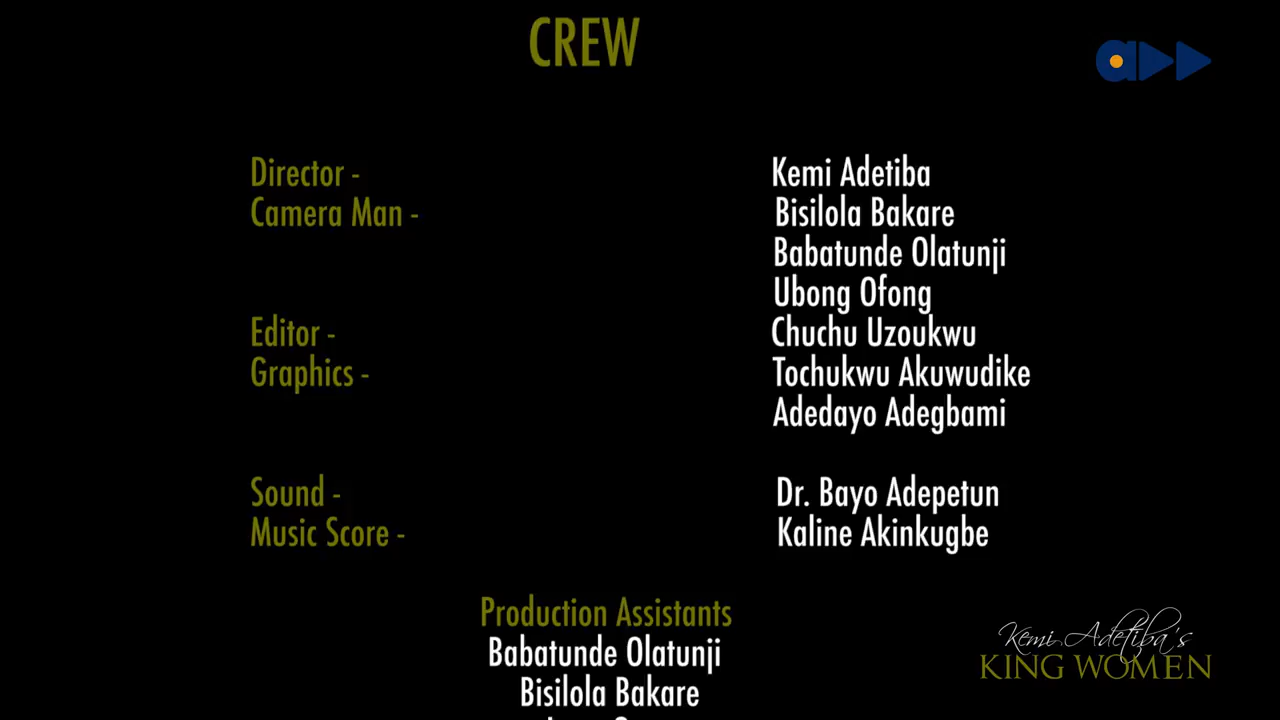 CREW
Director - Kemi Adetiba
Camera Man - Bisilola Bakare
Babatunde Olatunji
Ubong Ofong
Editor - Chuchu Uzoukwu
Graphics - Tochukwu Akuwudike
Adedayo Adegbami
Sound - Dr. Bayo Adepetun
Music Score - Kaline Akinkugbe
Production Assistants
Babatunde Olatunji
Bisilola Bakare
Kemi Adetiba's
KING WOMEN